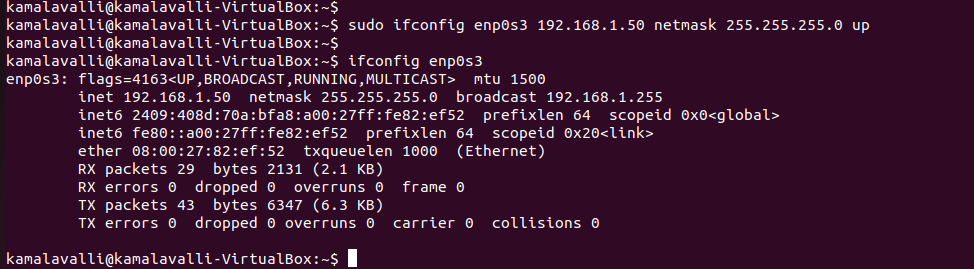 kamalavalli@kamalavalli-VirtualBox:~$
kamalavalli@kamalavalli-VirtualBox:~$ sudo ifconfig enp0s3 192.168.1.50 netmask 255.255.255.0 up
kamalavalli@kamalavalli-VirtualBox:~$
kamalavalli@kamalavalli-VirtualBox:~$ ifconfig enp0s3
enp0s3: flags=4163<UP,BROADCAST,RUNNING,MULTICAST>  mtu 1500
        inet 192.168.1.50  netmask 255.255.255.0  broadcast 192.168.1.255
        inet6 2409:408d:70a:bfa8:a00:27ff:fe82:ef52  prefixlen 64  scopeid 0x0<global>
        inet6 fe80::a00:27ff:fe82:ef52  prefixlen 64  scopeid 0x20<link>
        ether 08:00:27:82:ef:52  txqueuelen 1000  (Ethernet)
        RX packets 29  bytes 2131 (2.1 KB)
        RX errors 0  dropped 0  overruns 0  frame 0
        TX packets 43  bytes 6347 (6.3 KB)
        TX errors 0  dropped 0 overruns 0  carrier 0  collisions 0

kamalavalli@kamalavalli-VirtualBox:~$